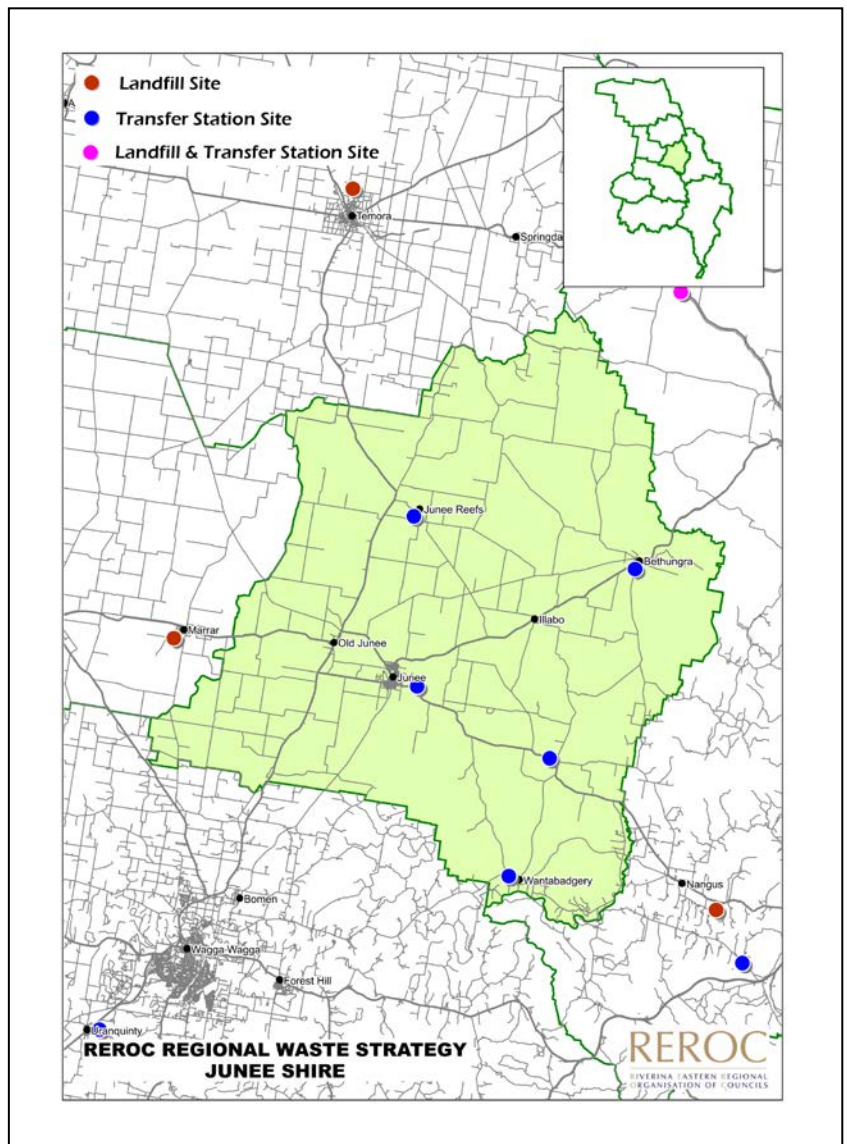 Landfill Site
A
Transfer Station Site
Landfill & Transfer Station Site
Temora
Springda
Junee Reefs
Bethungra
Illabo
Marrar
Old Junee
Junee
Wantabadgery
Nangus
Bomen
Wagga Wagga
Forest Hill
Uranquinty
REROC REGIONAL WASTE STRATEGY
JUNEE SHIRE
REROC
RIVERINA EASTERN REGIONAL
ORGANISATION OF COUNCILS